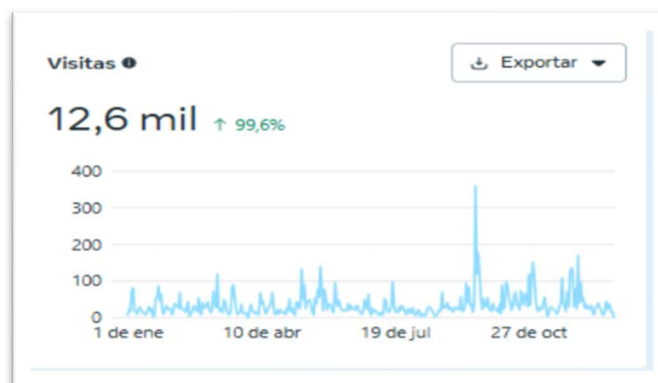 Visitas
Exportar
12,6 mil ↑ 99,6%
400
300
200
100
0
1 de ene 10 de abr 19 de jul 27 de oct